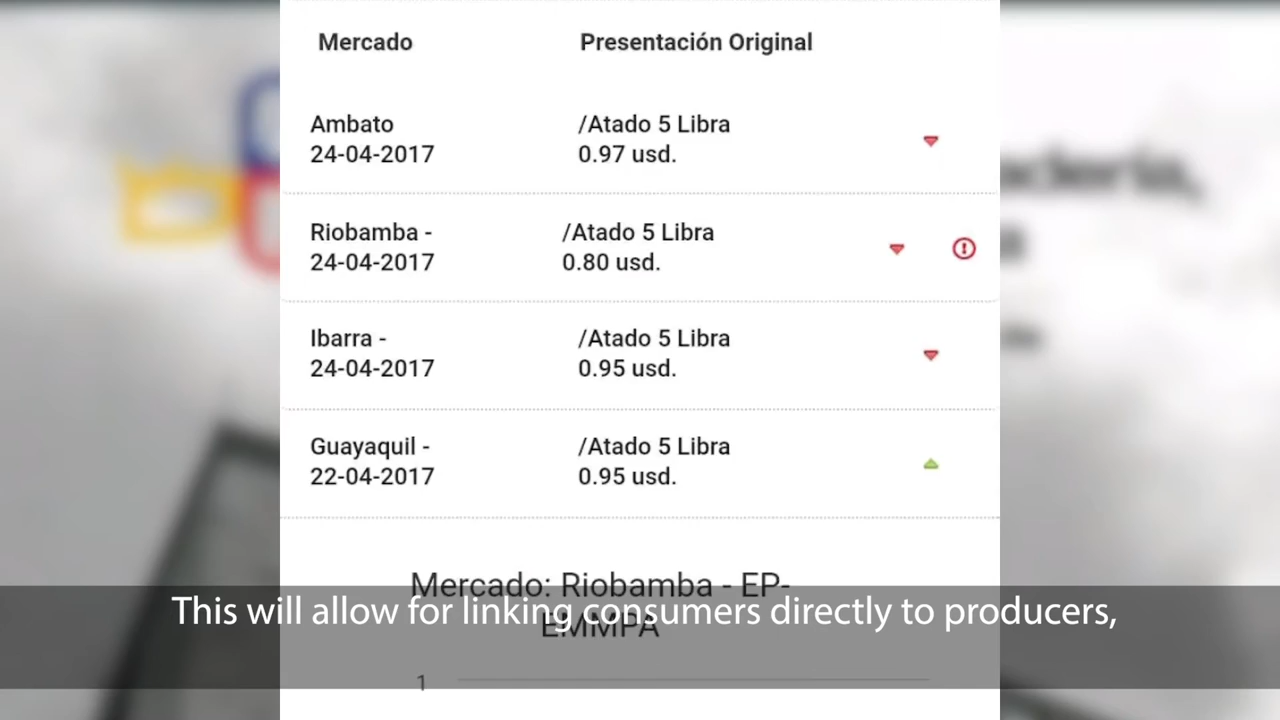 Mercado Presentación Original
Ambato /Atado 5 Libra
24-04-2017 0.97 usd.
Riobamba - /Atado 5 Libra
24-04-2017 0.80 usd.
Ibarra - /Atado 5 Libra
24-04-2017 0.95 usd.
Guayaquil - /Atado 5 Libra
22-04-2017 0.95 usd.
Mercado: Riobamba - EP-
EMMPA
This will allow for linking consumers directly to producers,
1